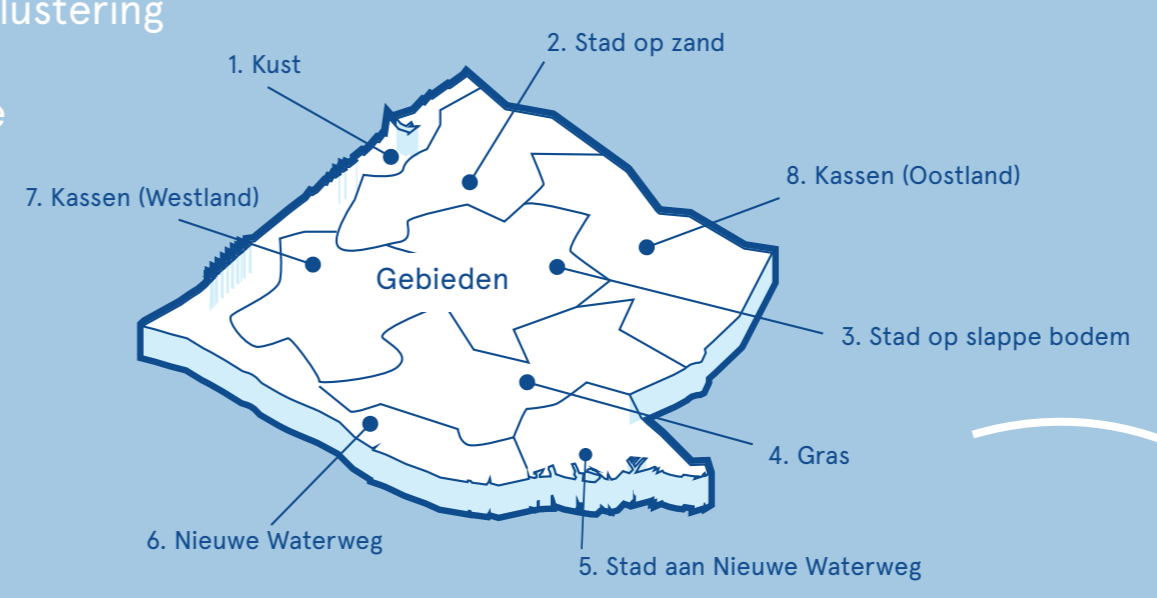 lustering
e
1. Kust
2. Stad op zand
7. Kassen (Westland)
8. Kassen (Oostland)
Gebieden
3. Stad op slappe bodem
4. Gras
6. Nieuwe Waterweg
5. Stad aan Nieuwe Waterweg